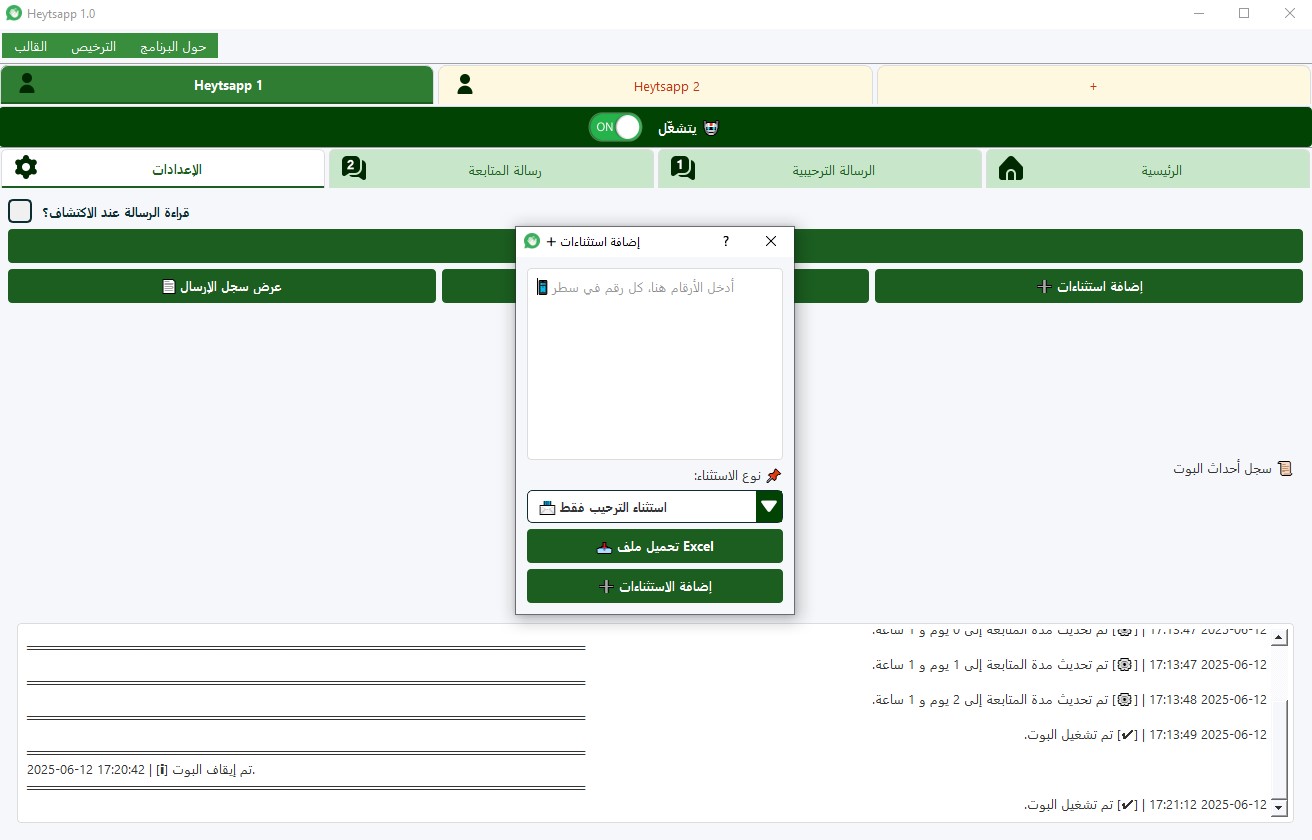 Heytsapp 1.0
حول البرنامج
الترخيص
القالب
Heytsapp 1
Heytsapp 2
+
يتشغّل
ON
الرئيسية
1
الرسالة الترحيبية
2
رسالة المتابعة
الإعدادات
قراءة الرسالة عند الاكتشاف؟
إضافة استثناءات
عرض سجل الإرسال
إضافة استثناءات +
?
أدخل الأرقام هنا، كل رقم في سطر
نوع الاستثناء:
استثناء الترحيب فقط
تحميل ملف Excel
إضافة الاستثناءات
سجل أحداث البوت
2025-06-12 17:13:47 | [⚙] تم تحديث مدة المتابعة إلى 0 يوم و 1 ساعة.
2025-06-12 17:13:47 | [⚙] تم تحديث مدة المتابعة إلى 1 يوم و 1 ساعة.
2025-06-12 17:13:48 | [⚙] تم تحديث مدة المتابعة إلى 2 يوم و 1 ساعة.
2025-06-12 17:13:49 | [✔] تم تشغيل البوت.
2025-06-12 17:20:42 | [ℹ] تم إيقاف البوت.
2025-06-12 17:21:12 | [✔] تم تشغيل البوت.